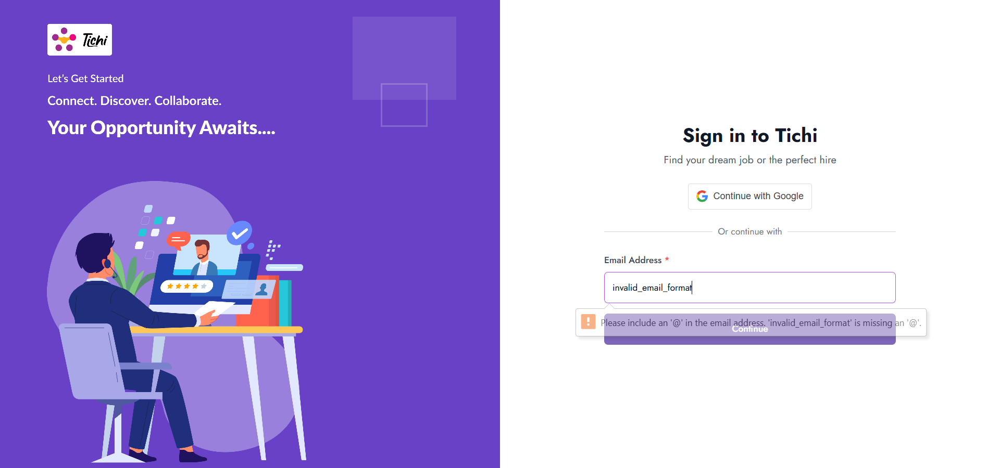 Tichi
Let's Get Started
Connect. Discover. Collaborate.
Your Opportunity Awaits....
Sign in to Tichi
Find your dream job or the perfect hire
Continue with Google
Or continue with
Email Address *
invalid_email_format
Please include an '@' in the email address. 'invalid_email_format' is missing an '@'.
Continue